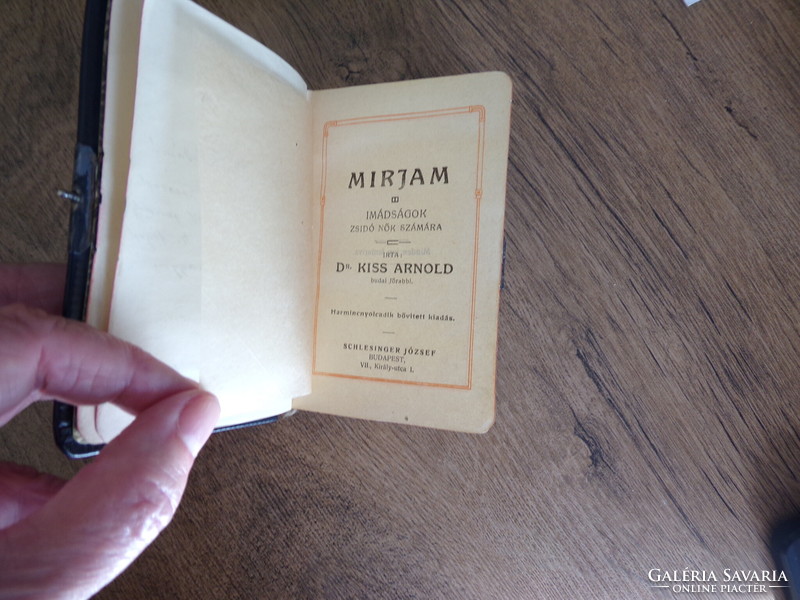 MIRJAM
IMÁDSÁGOK
ZSIDÓ NŐK SZÁMÁRA
IRTA:
DR. KISS ARNOLD
budai főrabbi.
Harmincnyolcadik bővített kiadás.
SCHLESINGER JÓZSEF
BUDAPEST,
VII., Király-utca 1.
GALÉRIA SAVARIA
ONLINE PIACTÉR